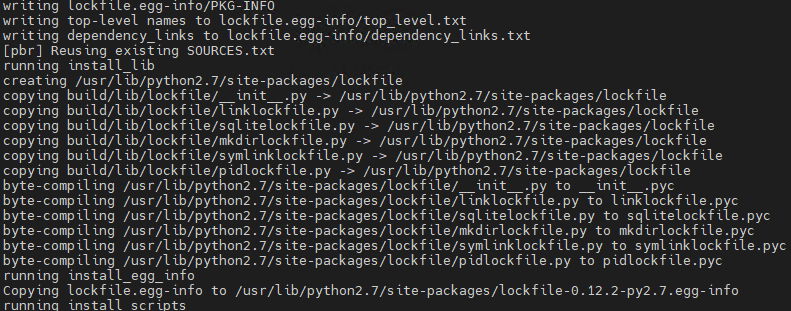 writing lockfile.egg-info/PKG-INFO
writing top-level names to lockfile.egg-info/top_level.txt
writing dependency_links to lockfile.egg-info/dependency_links.txt
[pbr] Reusing existing SOURCES.txt
running install_lib
creating /usr/lib/python2.7/site-packages/lockfile
copying build/lib/lockfile/__init__.py -> /usr/lib/python2.7/site-packages/lockfile
copying build/lib/lockfile/linklockfile.py -> /usr/lib/python2.7/site-packages/lockfile
copying build/lib/lockfile/sqlitelockfile.py -> /usr/lib/python2.7/site-packages/lockfile
copying build/lib/lockfile/mkdirlockfile.py -> /usr/lib/python2.7/site-packages/lockfile
copying build/lib/lockfile/symlinklockfile.py -> /usr/lib/python2.7/site-packages/lockfile
copying build/lib/lockfile/pidlockfile.py -> /usr/lib/python2.7/site-packages/lockfile
byte-compiling /usr/lib/python2.7/site-packages/lockfile/__init__.py to __init__.pyc
byte-compiling /usr/lib/python2.7/site-packages/lockfile/linklockfile.py to linklockfile.pyc
byte-compiling /usr/lib/python2.7/site-packages/lockfile/sqlitelockfile.py to sqlitelockfile.pyc
byte-compiling /usr/lib/python2.7/site-packages/lockfile/mkdirlockfile.py to mkdirlockfile.pyc
byte-compiling /usr/lib/python2.7/site-packages/lockfile/symlinklockfile.py to symlinklockfile.pyc
byte-compiling /usr/lib/python2.7/site-packages/lockfile/pidlockfile.py to pidlockfile.pyc
running install_egg_info
Copying lockfile.egg-info to /usr/lib/python2.7/site-packages/lockfile-0.12.2-py2.7.egg-info
running install_scripts